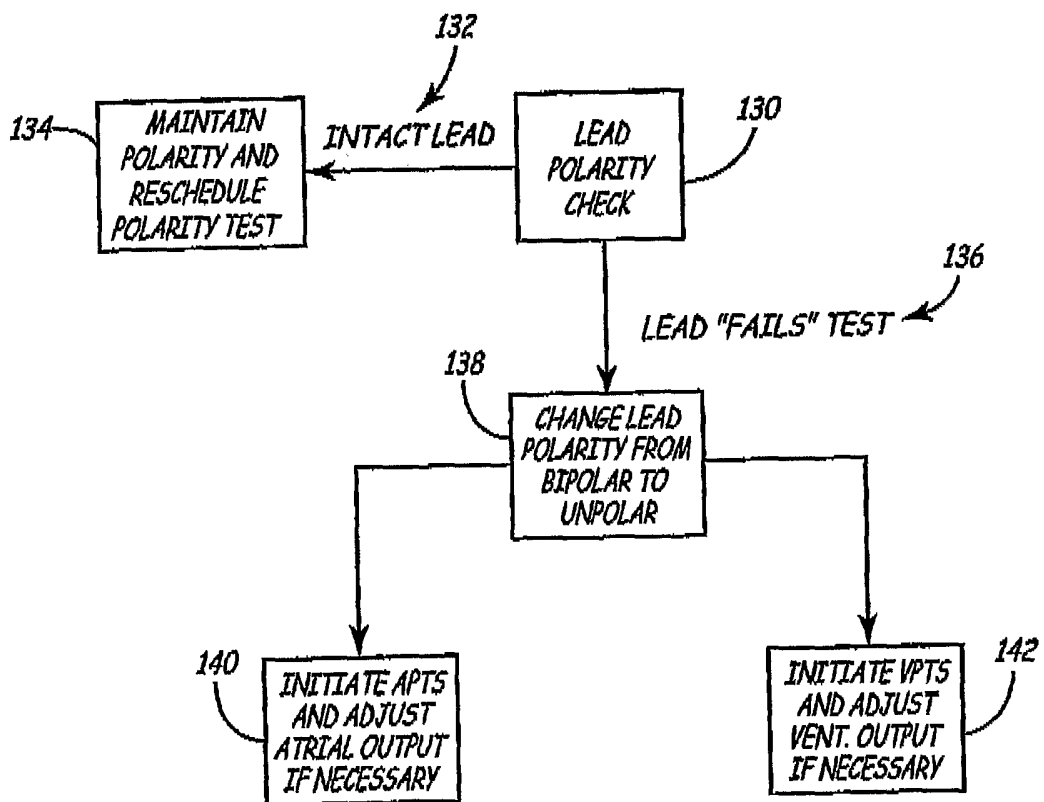 132
134
MAINTAIN
POLARITY AND
RESCHEDULE
POLARITY TEST
INTACT LEAD
LEAD
POLARITY
CHECK
130
136
LEAD "FAILS" TEST
138
CHANGE LEAD
POLARITY FROM
BIPOLAR TO
UNPOLAR
140
INITIATE APTS
AND ADJUST
ATRIAL OUTPUT
IF NECESSARY
INITIATE VPTS
AND ADJUST
VENT. OUTPUT
IF NECESSARY
142